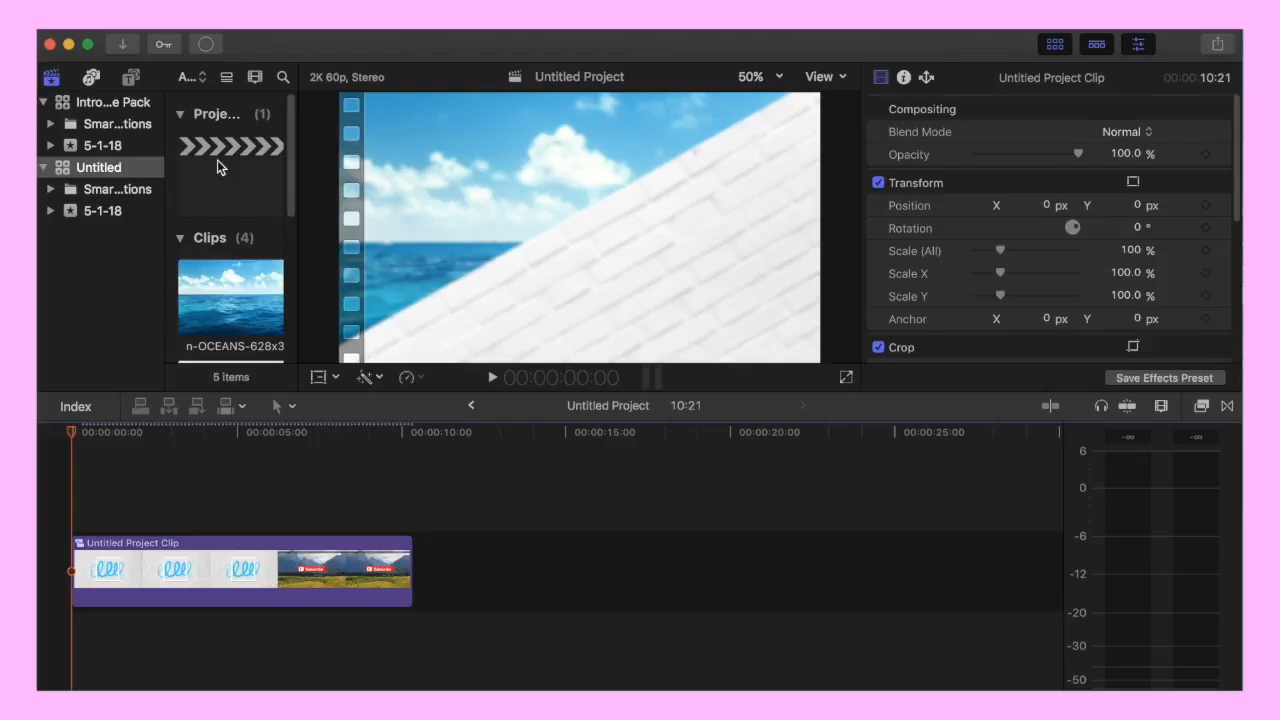 A...
2K 60p, Stereo
Untitled Project
50%
View
Untitled Project Clip
00:00:10:21
Intro...e Pack
Smar...tions
5-1-18
Untitled
Smar...tions
5-1-18
Proje... (1)
Clips (4)
n-OCEANS-628x3
5 items
Compositing
Blend Mode Normal
Opacity 100.0 %
Transform
Position X 0 px Y 0 px
Rotation 0 °
Scale (All) 100 %
Scale X 100.0 %
Scale Y 100.0 %
Anchor X 0 px Y 0 px
Crop
00:00:00:00
Save Effects Preset
Index
Untitled Project 10:21
00:00:00:00 00:00:05:00 00:00:10:00 00:00:15:00 00:00:20:00 00:00:25:00
Untitled Project Clip
Subscribe Subscribe
-∞ -∞
6
0
-6
-12
-20
-30
-50